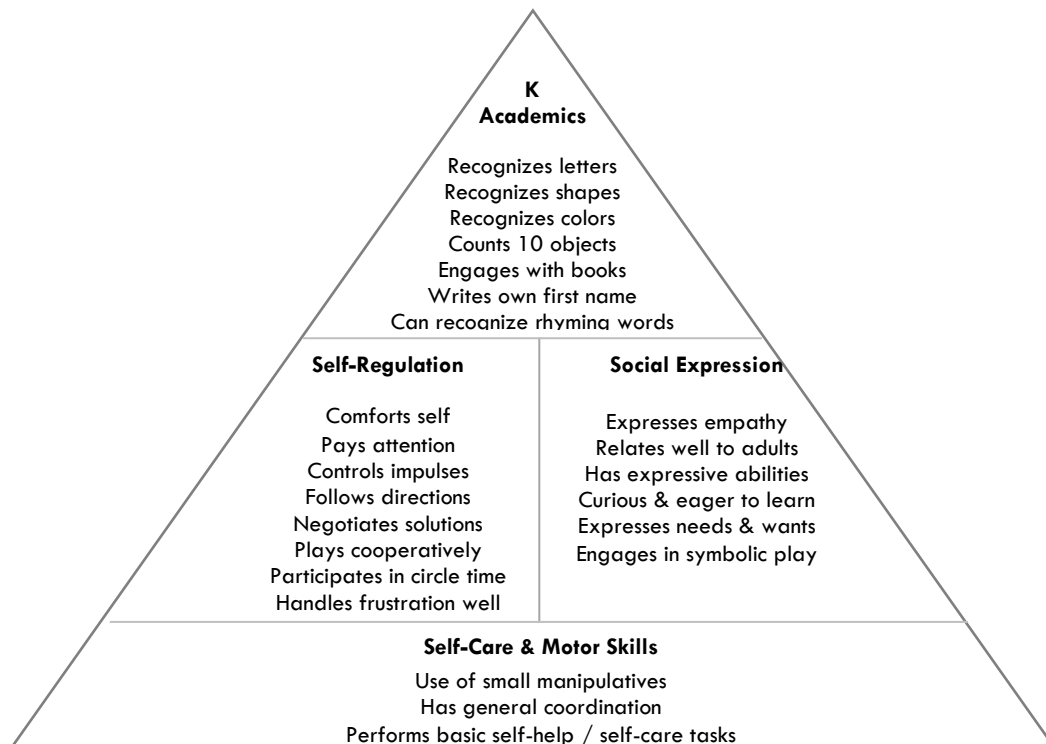 K
Academics
Recognizes letters
Recognizes shapes
Recognizes colors
Counts 10 objects
Engages with books
Writes own first name
Can recognize rhyming words
Self-Regulation
Comforts self
Pays attention
Controls impulses
Follows directions
Negotiates solutions
Plays cooperatively
Participates in circle time
Handles frustration well
Social Expression
Expresses empathy
Relates well to adults
Has expressive abilities
Curious & eager to learn
Expresses needs & wants
Engages in symbolic play
Self-Care & Motor Skills
Use of small manipulatives
Has general coordination
Performs basic self-help / self-care tasks